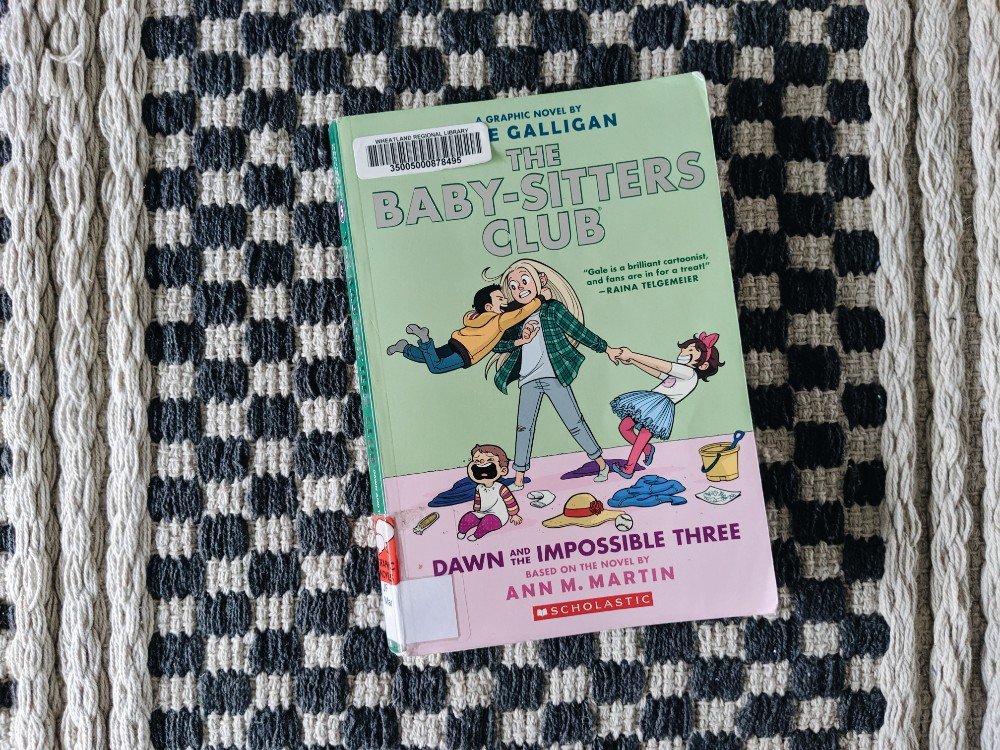 A GRAPHIC NOVEL BY
E GALLIGAN
WHEATLAND REGIONAL LIBRARY
35005000878495
THE
BABY-SITTERS
CLUB
“Gale is a brilliant cartoonist,
and fans are in for a treat!”
—RAINA TELGEMEIER
DAWN AND THE IMPOSSIBLE THREE
BASED ON THE NOVEL BY
ANN M. MARTIN
SCHOLASTIC